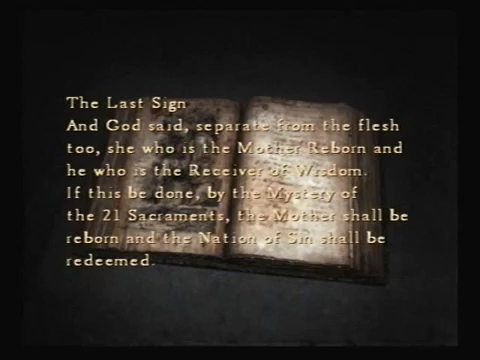 The Last Sign
And God said, separate from the flesh
too, she who is the Mother Reborn and
he who is the Receiver of Wisdom.
If this be done, by the Mystery of
the 21 Sacraments, the Mother shall be
reborn and the Nation of Sin shall be
redeemed.